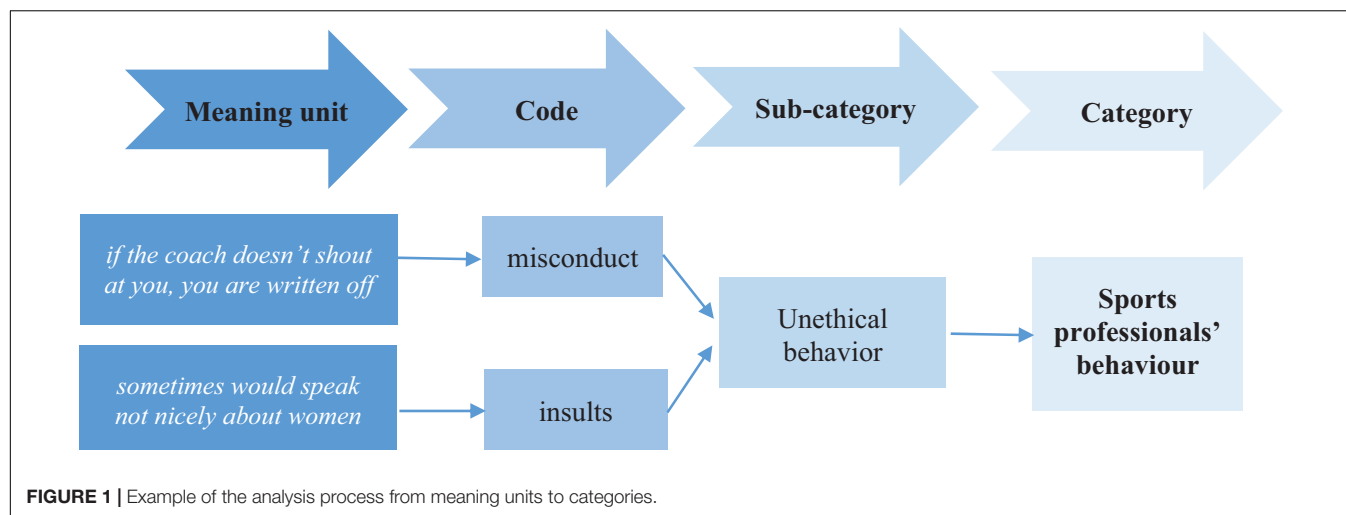 Meaning unit
Code
Sub-category
Category
if the coach doesn’t shout
at you, you are written off
misconduct
sometimes would speak
not nicely about women
insults
Unethical
behavior
Sports
professionals’
behaviour
FIGURE 1 | Example of the analysis process from meaning units to categories.